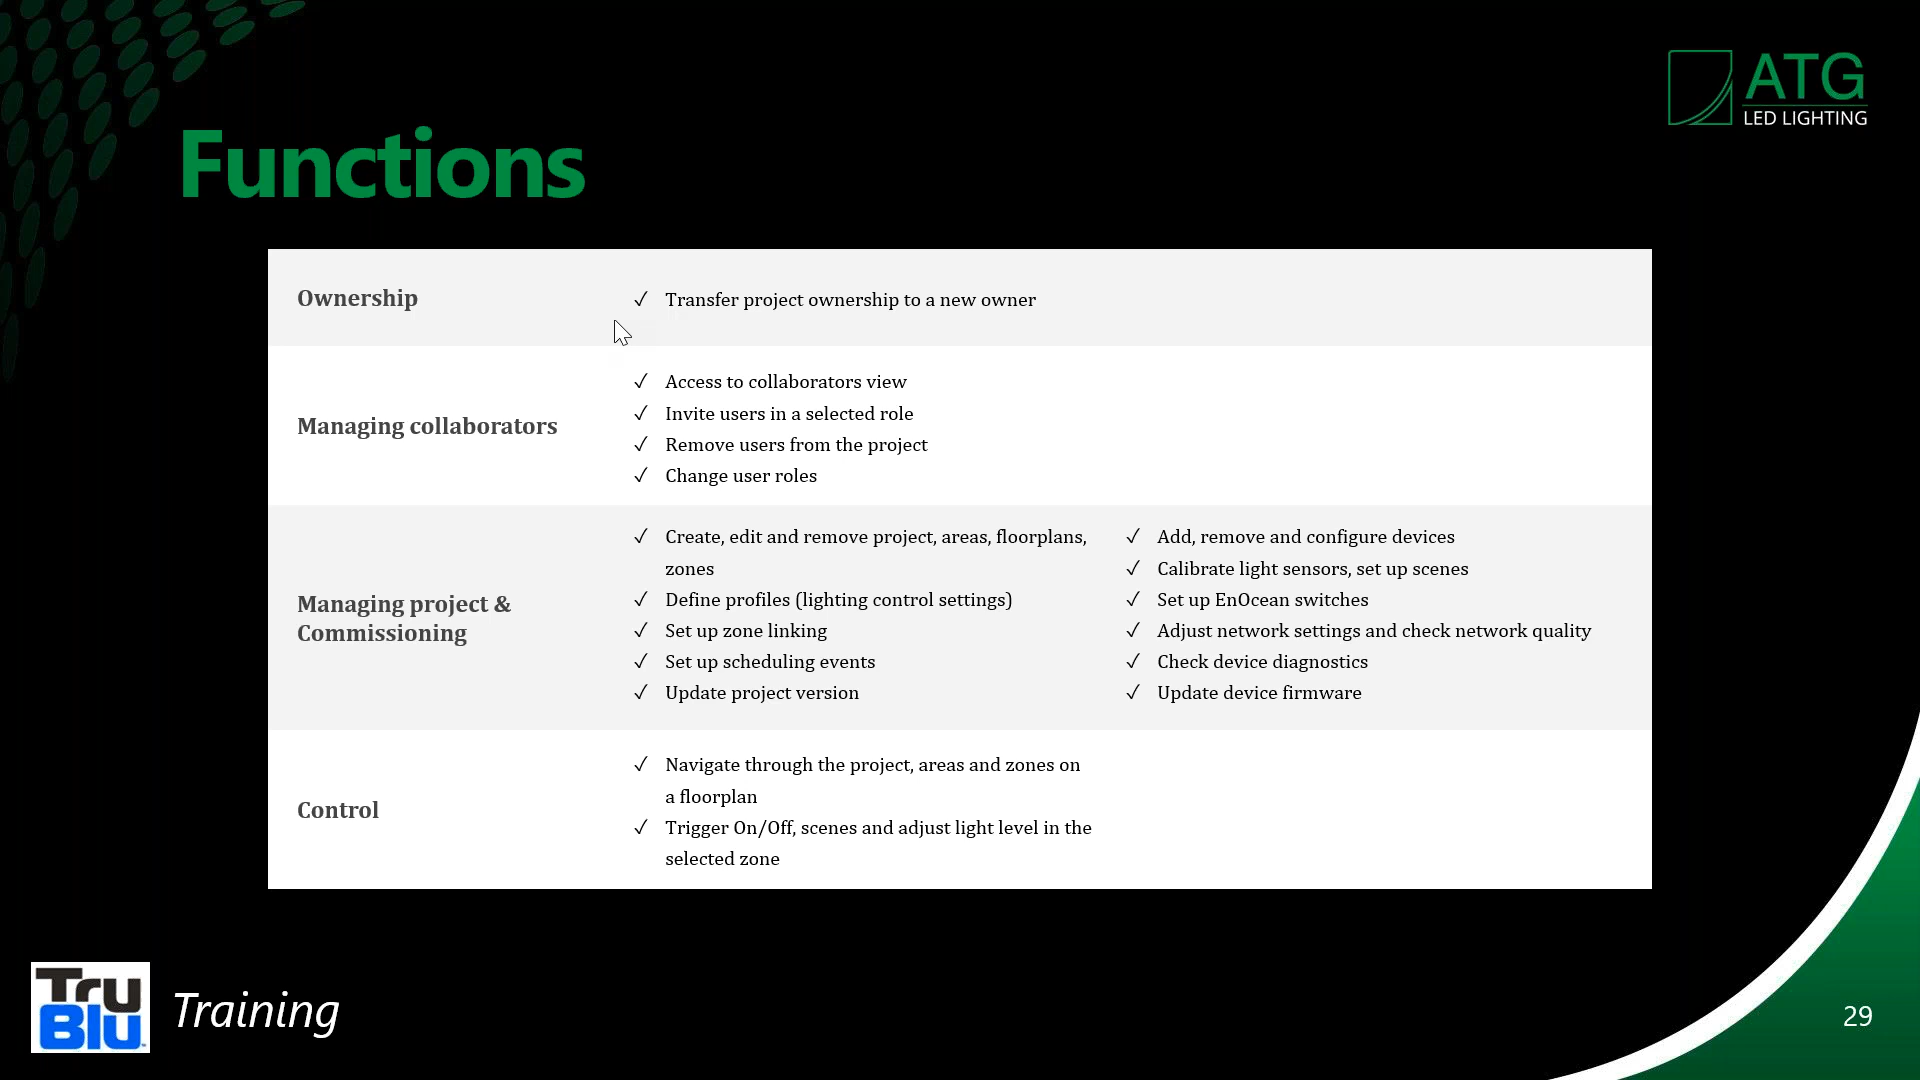 ATG
LED LIGHTING
Functions
Ownership
✓ Transfer project ownership to a new owner
Managing collaborators
✓ Access to collaborators view
✓ Invite users in a selected role
✓ Remove users from the project
✓ Change user roles
Managing project &
Commissioning
✓ Create, edit and remove project, areas, floorplans,
zones
✓ Define profiles (lighting control settings)
✓ Set up zone linking
✓ Set up scheduling events
✓ Update project version
✓ Add, remove and configure devices
✓ Calibrate light sensors, set up scenes
✓ Set up EnOcean switches
✓ Adjust network settings and check network quality
✓ Check device diagnostics
✓ Update device firmware
Control
✓ Navigate through the project, areas and zones on
a floorplan
✓ Trigger On/Off, scenes and adjust light level in the
selected zone
Tru
Blu
Training
29